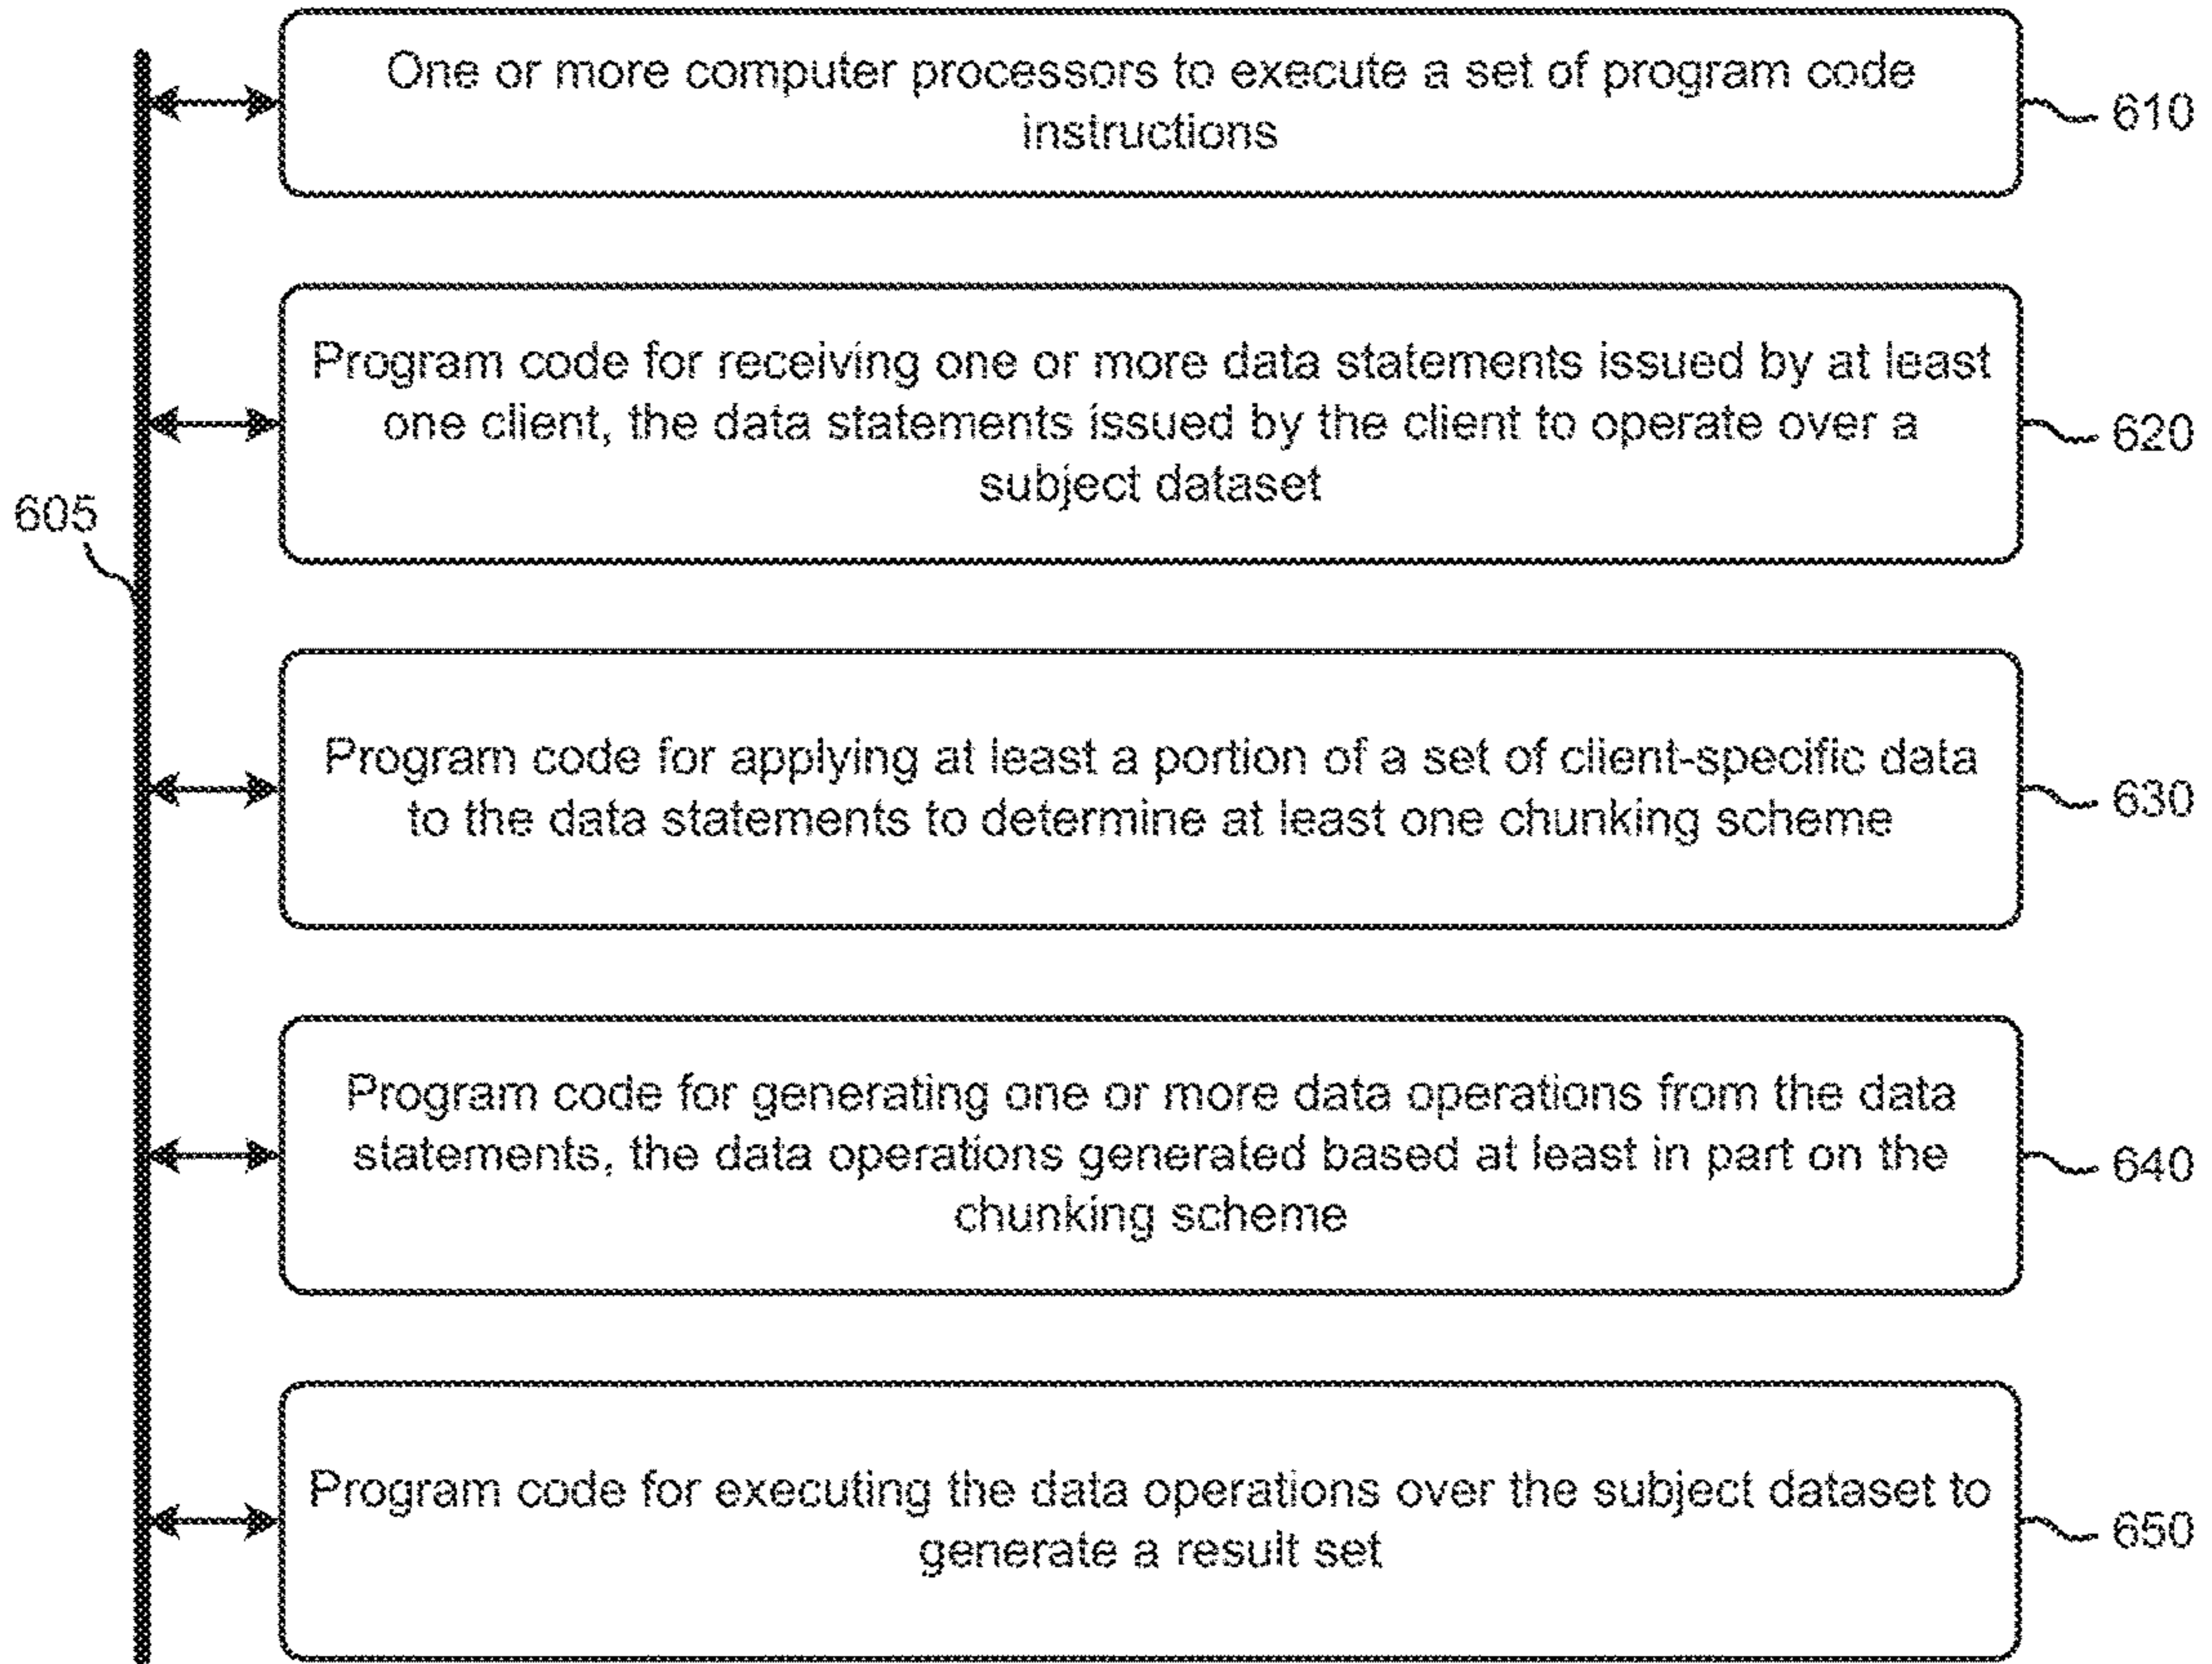 One or more computer processors to execute a set of program code
instructions
610
Program code for receiving one or more data statements issued by at least
one client, the data statements issued by the client to operate over a
subject dataset
620
605
Program code for applying at least a portion of a set of client-specific data
to the data statements to determine at least one chunking scheme
630
Program code for generating one or more data operations from the data
statements, the data operations generated based at least in part on the
chunking scheme
640
Program code for executing the data operations over the subject dataset to
generate a result set
650